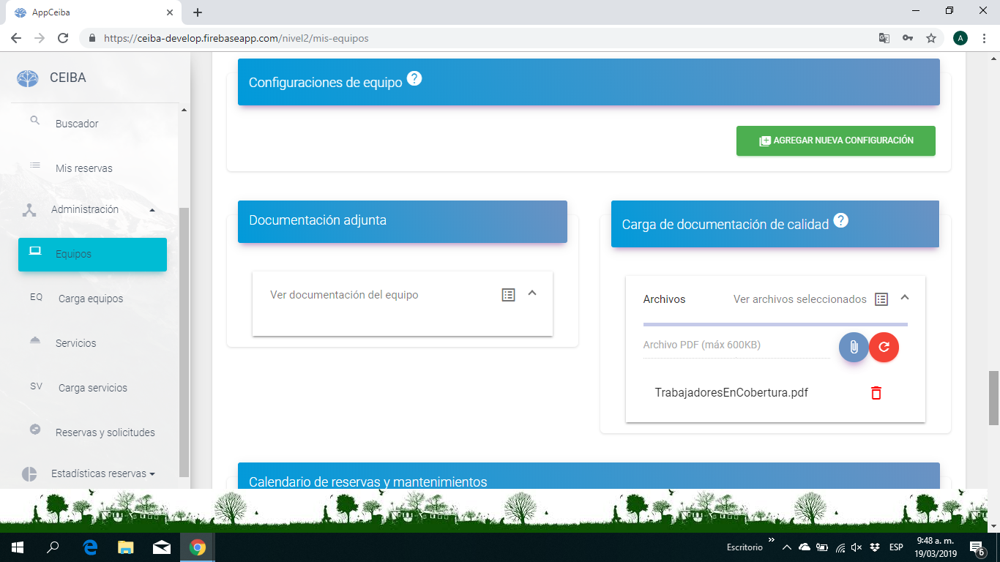 AppCeiba
https://ceiba-develop.firebaseapp.com/nivel2/mis-equipos
A
CEIBA
Buscador
Mis reservas
Administración
Equipos
EQ Carga equipos
Servicios
SV Carga servicios
Reservas y solicitudes
Estadísticas reservas
Configuraciones de equipo ?
AGREGAR NUEVA CONFIGURACIÓN
Documentación adjunta
Ver documentación del equipo
Carga de documentación de calidad ?
Archivos Ver archivos seleccionados
Archivo PDF (máx 600KB)
TrabajadoresEnCobertura.pdf
Calendario de reservas y mantenimientos
Escritorio
ESP
9:48 a. m.
19/03/2019
6